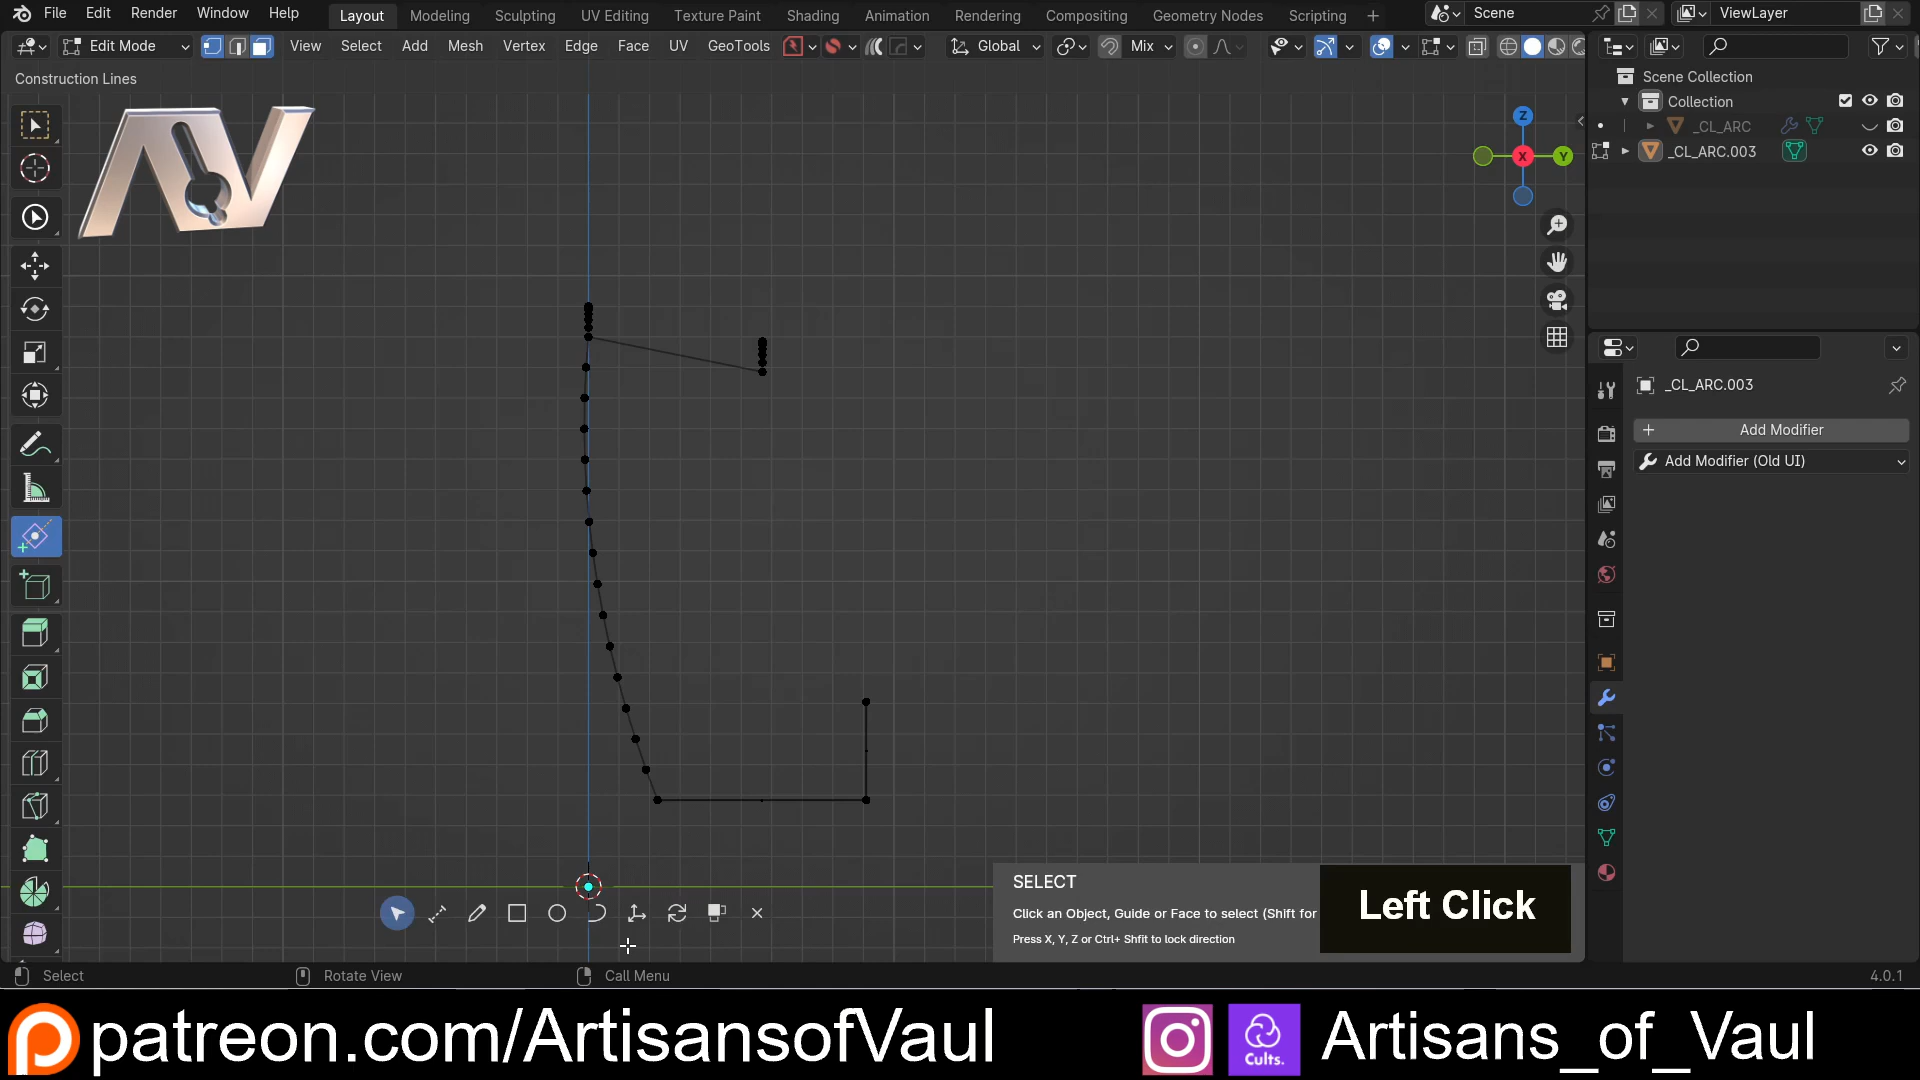 File Edit Render Window Help Layout Modeling Sculpting UV Editing Texture Paint Shading Animation Rendering Compositing Geometry Nodes Scripting + Scene ViewLayer
Edit Mode View Select Add Mesh Vertex Edge Face UV GeoTools Global Mix
Construction Lines
Scene Collection
Collection
_CL_ARC
_CL_ARC.003
Z
X
Y
AV
_CL_ARC.003
+ Add Modifier
Add Modifier (Old UI)
SELECT
Click an Object, Guide or Face to select (Shift for
Press X, Y, Z or Ctrl+ Shfit to lock direction
Left Click
Select Rotate View Call Menu 4.0.1
patreon.com/ArtisansofVaul
Cults.
Artisans_of_Vaul